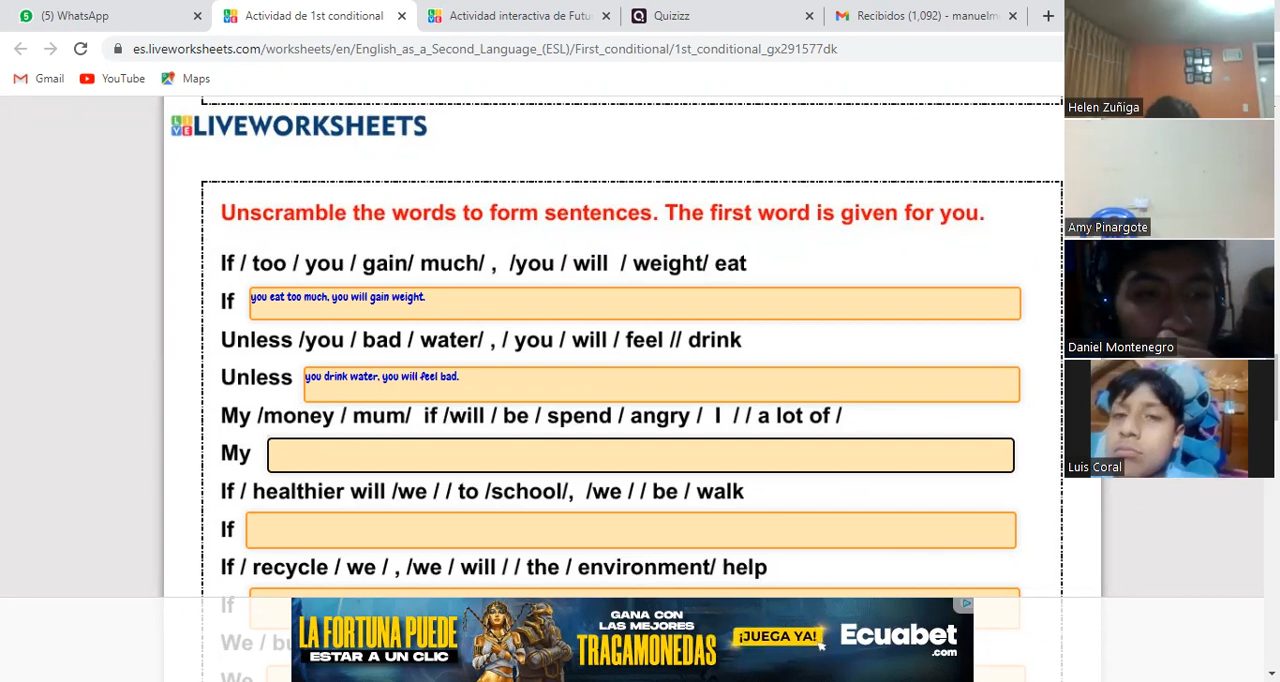 (5) WhatsApp
Actividad de 1st conditional
Actividad interactiva de Futu
Quizizz
Recibidos (1,092) - manuelm
es.liveworksheets.com/worksheets/en/English_as_a_Second_Language_(ESL)/First_conditional/1st_conditional_gx291577dk
Gmail
YouTube
Maps
LIVEWORKSHEETS
Unscramble the words to form sentences. The first word is given for you.
If / too / you / gain/ much/ , /you / will / weight/ eat
If you eat too much, you will gain weight.
Unless /you / bad / water/ , / you / will / feel // drink
Unless you drink water, you will feel bad.
My /money / mum/ if /will / be / spend / angry / I / / a lot of /
My
If / healthier will /we / / to /school/, /we / / be / walk
If
If / recycle / we / , /we / will / / the / environment/ help
If
We / bu
We
LA FORTUNA PUEDE
ESTAR A UN CLIC
GANA CON
LAS MEJORES
TRAGAMONEDAS
¡JUEGA YA!
Ecuabet
.com
Helen Zuñiga
Amy Pinargote
Daniel Montenegro
Luis Coral